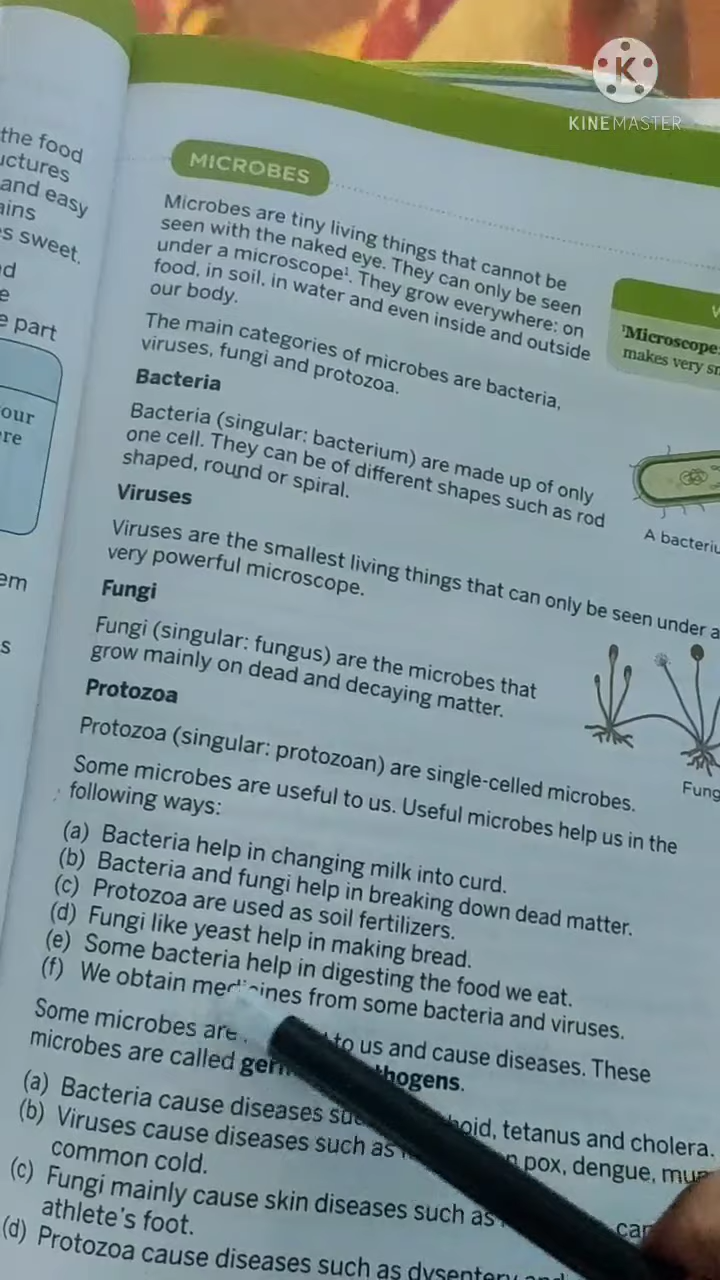 K
KINEMASTER
the food
uctures
and easy
ains
s sweet.
e part
our
re
em
s
MICROBES
Microbes are tiny living things that cannot be
seen with the naked eye. They can only be seen
under a microscope¹. They grow everywhere: on
food, in soil, in water and even inside and outside
our body.
The main categories of microbes are bacteria,
viruses, fungi and protozoa.
Bacteria
Bacteria (singular: bacterium) are made up of only
one cell. They can be of different shapes such as rod
shaped, round or spiral.
Viruses
Viruses are the smallest living things that can only be seen under a
very powerful microscope.
Fungi
Fungi (singular: fungus) are the microbes that
grow mainly on dead and decaying matter.
Protozoa
Protozoa (singular: protozoan) are single-celled microbes.
Some microbes are useful to us. Useful microbes help us in the
following ways:
(a) Bacteria help in changing milk into curd.
(b) Bacteria and fungi help in breaking down dead matter.
(c) Protozoa are used as soil fertilizers.
(d) Fungi like yeast help in making bread.
(e) Some bacteria help in digesting the food we eat.
(f) We obtain medicines from some bacteria and viruses.
Some microbes are to us and cause diseases. These
microbes are called
(a) Bacteria cause diseases tetanus and cholera.
(b) Viruses cause diseases such as pox, dengue,
common cold.
(c) Fungi mainly cause skin diseases such as
athlete's foot.
(d) Protozoa cause diseases such as dysentery
¹Microscope:
makes very
A